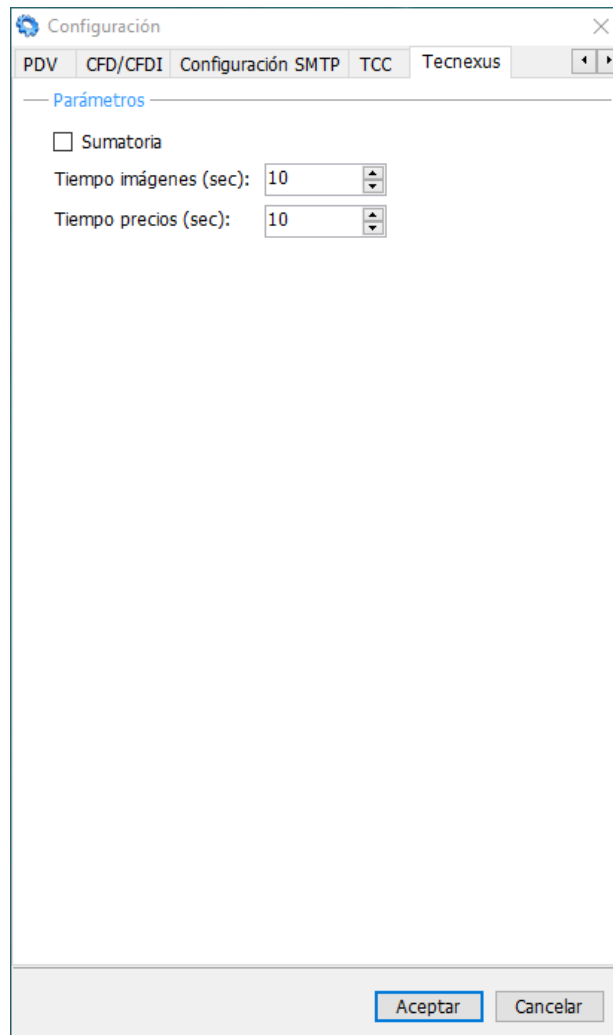 Configuración
PDV CFD/CFDI Configuración SMTP TCC Tecnexus
Parámetros
Sumatoria
Tiempo imágenes (sec): 10
Tiempo precios (sec): 10
Aceptar Cancelar